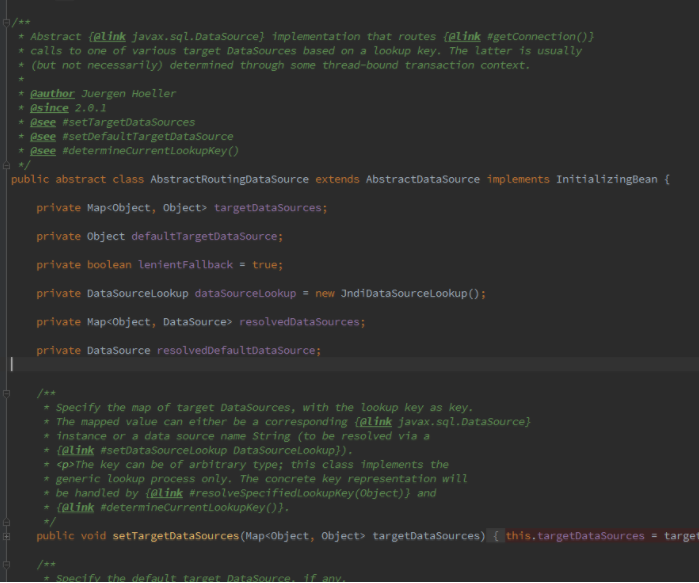 /**
* Abstract {@link javax.sql.DataSource} implementation that routes {@link #getConnection()}
* calls to one of various target DataSources based on a lookup key. The latter is usually
* (but not necessarily) determined through some thread-bound transaction context.
*
* @author Juergen Hoeller
* @since 2.0.1
* @see #setTargetDataSources
* @see #setDefaultTargetDataSource
* @see #determineCurrentLookupKey()
*/
public abstract class AbstractRoutingDataSource extends AbstractDataSource implements InitializingBean {
private Map<Object, Object> targetDataSources;
private Object defaultTargetDataSource;
private boolean lenientFallback = true;
private DataSourceLookup dataSourceLookup = new JndiDataSourceLookup();
private Map<Object, DataSource> resolvedDataSources;
private DataSource resolvedDefaultDataSource;
/**
* Specify the map of target DataSources, with the lookup key as key.
* The mapped value can either be a corresponding {@link javax.sql.DataSource}
* instance or a data source name String (to be resolved via a
* {@link #setDataSourceLookup DataSourceLookup}).
* <p>The key can be of arbitrary type; this class implements the
* generic lookup process only. The concrete key representation will
* be handled by {@link #resolveSpecifiedLookupKey(Object)} and
* {@link #determineCurrentLookupKey()}.
*/
public void setTargetDataSources(Map<Object, Object> targetDataSources) { this.targetDataSources = target
/**
* Specify the default target DataSource, if any.